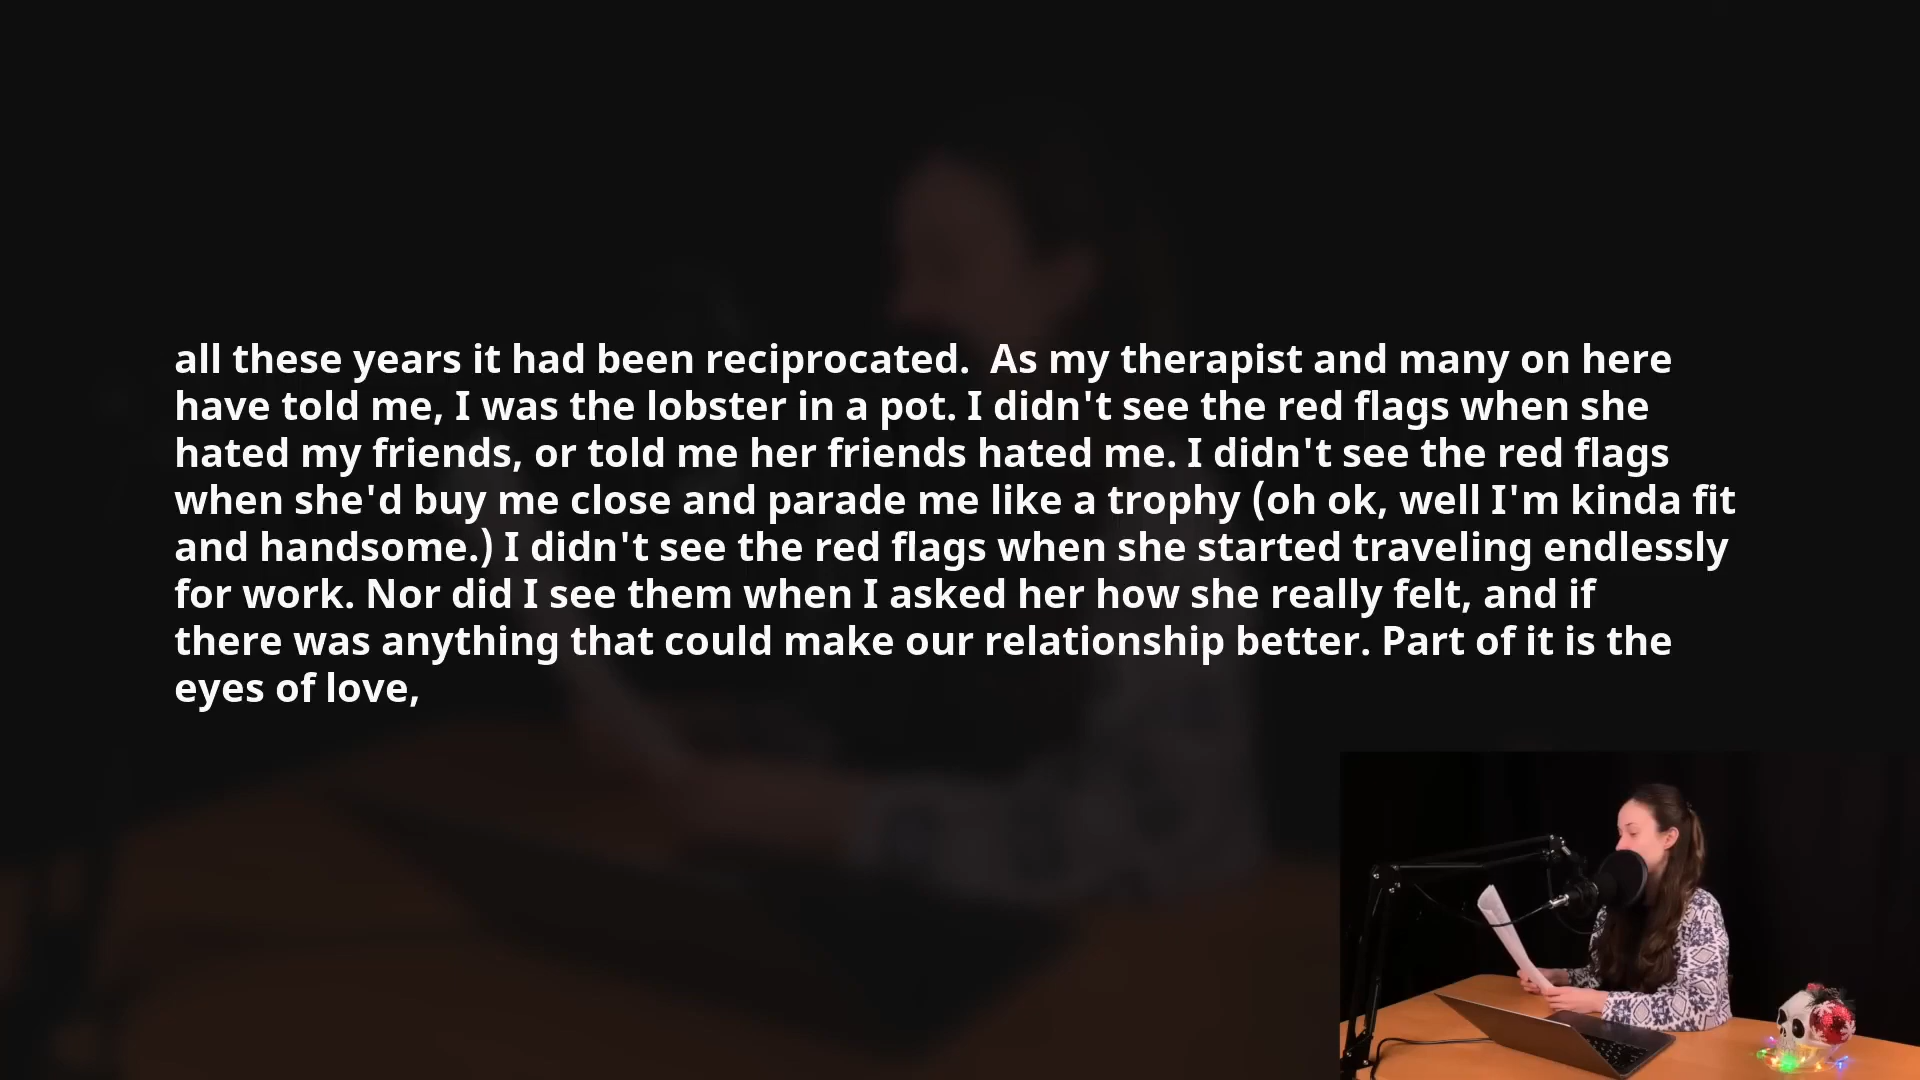 all these years it had been reciprocated.  As my therapist and many on here
have told me, I was the lobster in a pot. I didn't see the red flags when she
hated my friends, or told me her friends hated me. I didn't see the red flags
when she'd buy me close and parade me like a trophy (oh ok, well I'm kinda fit
and handsome.) I didn't see the red flags when she started traveling endlessly
for work. Nor did I see them when I asked her how she really felt, and if
there was anything that could make our relationship better. Part of it is the
eyes of love,